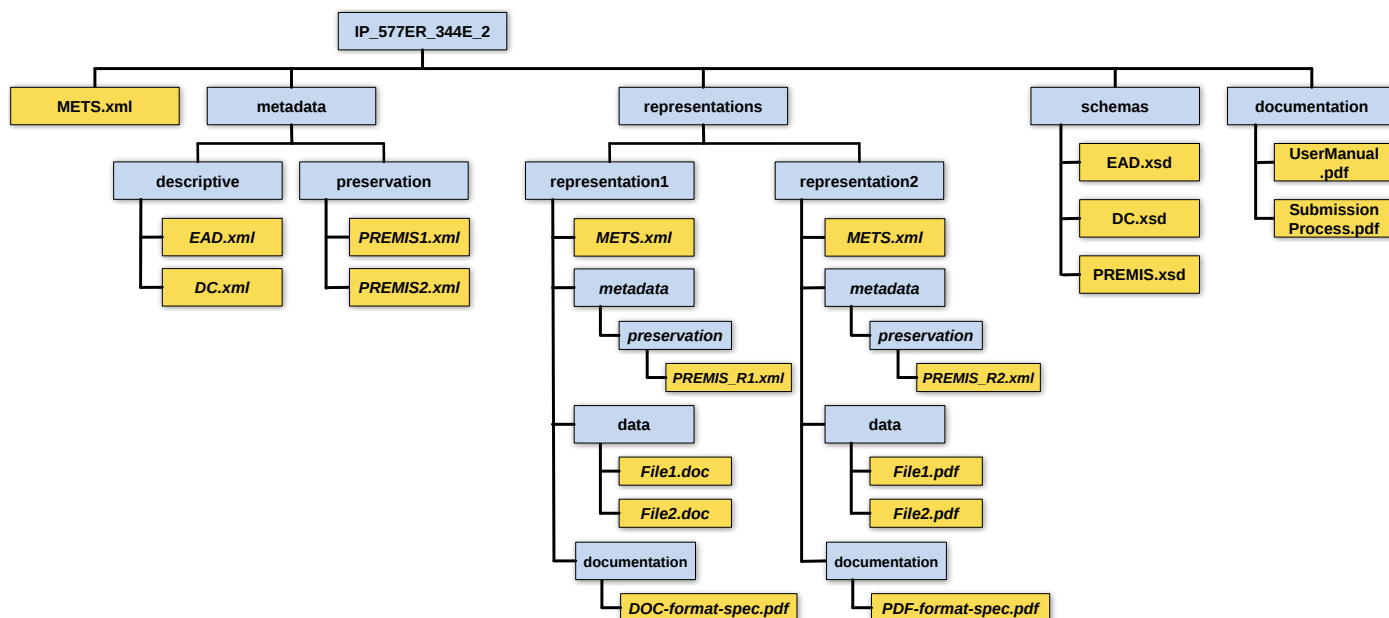 IP_577ER_344E_2
METS.xml
metadata
representations
schemas
documentation
descriptive
preservation
representation1
representation2
EAD.xsd
UserManual
.pdf
EAD.xml
PREMIS1.xml
METS.xml
METS.xml
DC.xsd
Submission
Process.pdf
DC.xml
PREMIS2.xml
metadata
metadata
PREMIS.xsd
preservation
preservation
PREMIS_R1.xml
PREMIS_R2.xml
data
data
File1.doc
File1.pdf
File2.doc
File2.pdf
documentation
documentation
DOC-format-spec.pdf
PDF-format-spec.pdf